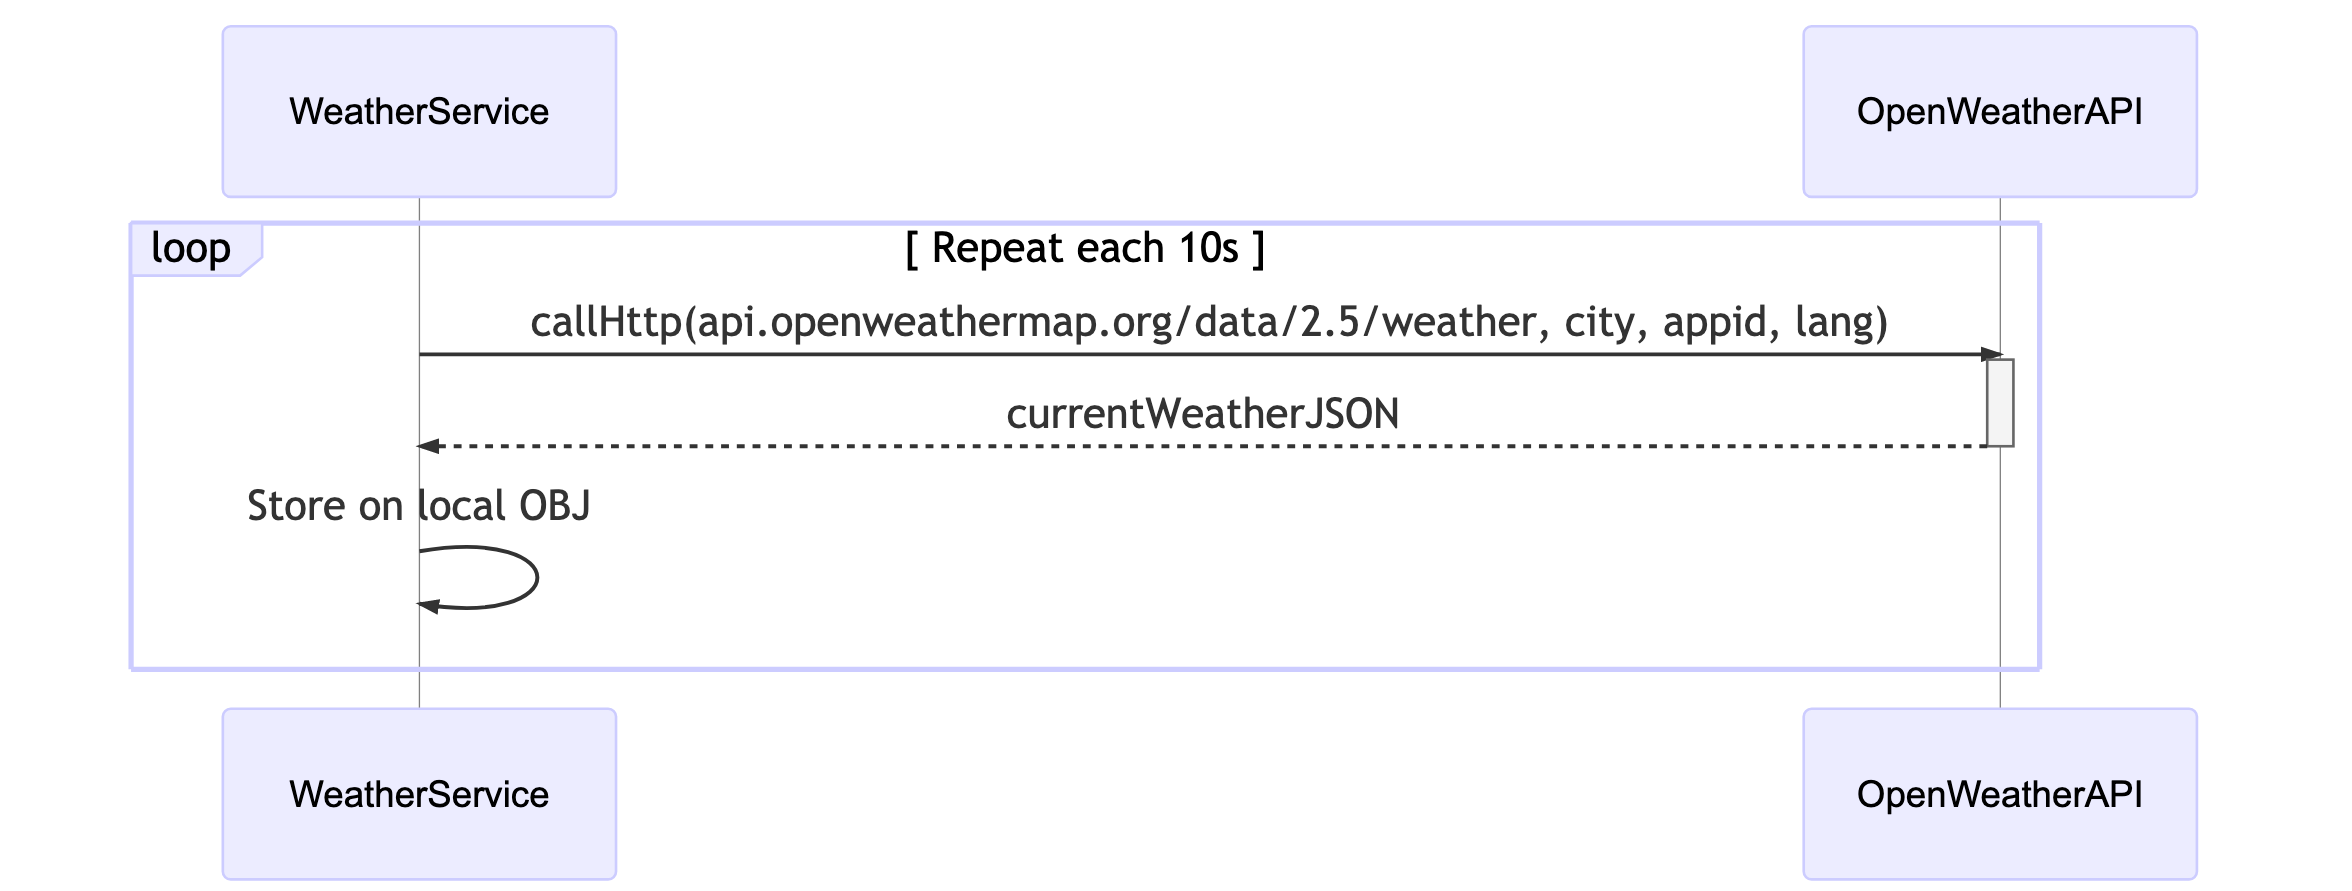 WeatherService
OpenWeatherAPI
loop
[ Repeat each 10s ]
callHttp(api.openweathermap.org/data/2.5/weather, city, appid, lang)
currentWeatherJSON
Store on local OBJ
WeatherService
OpenWeatherAPI